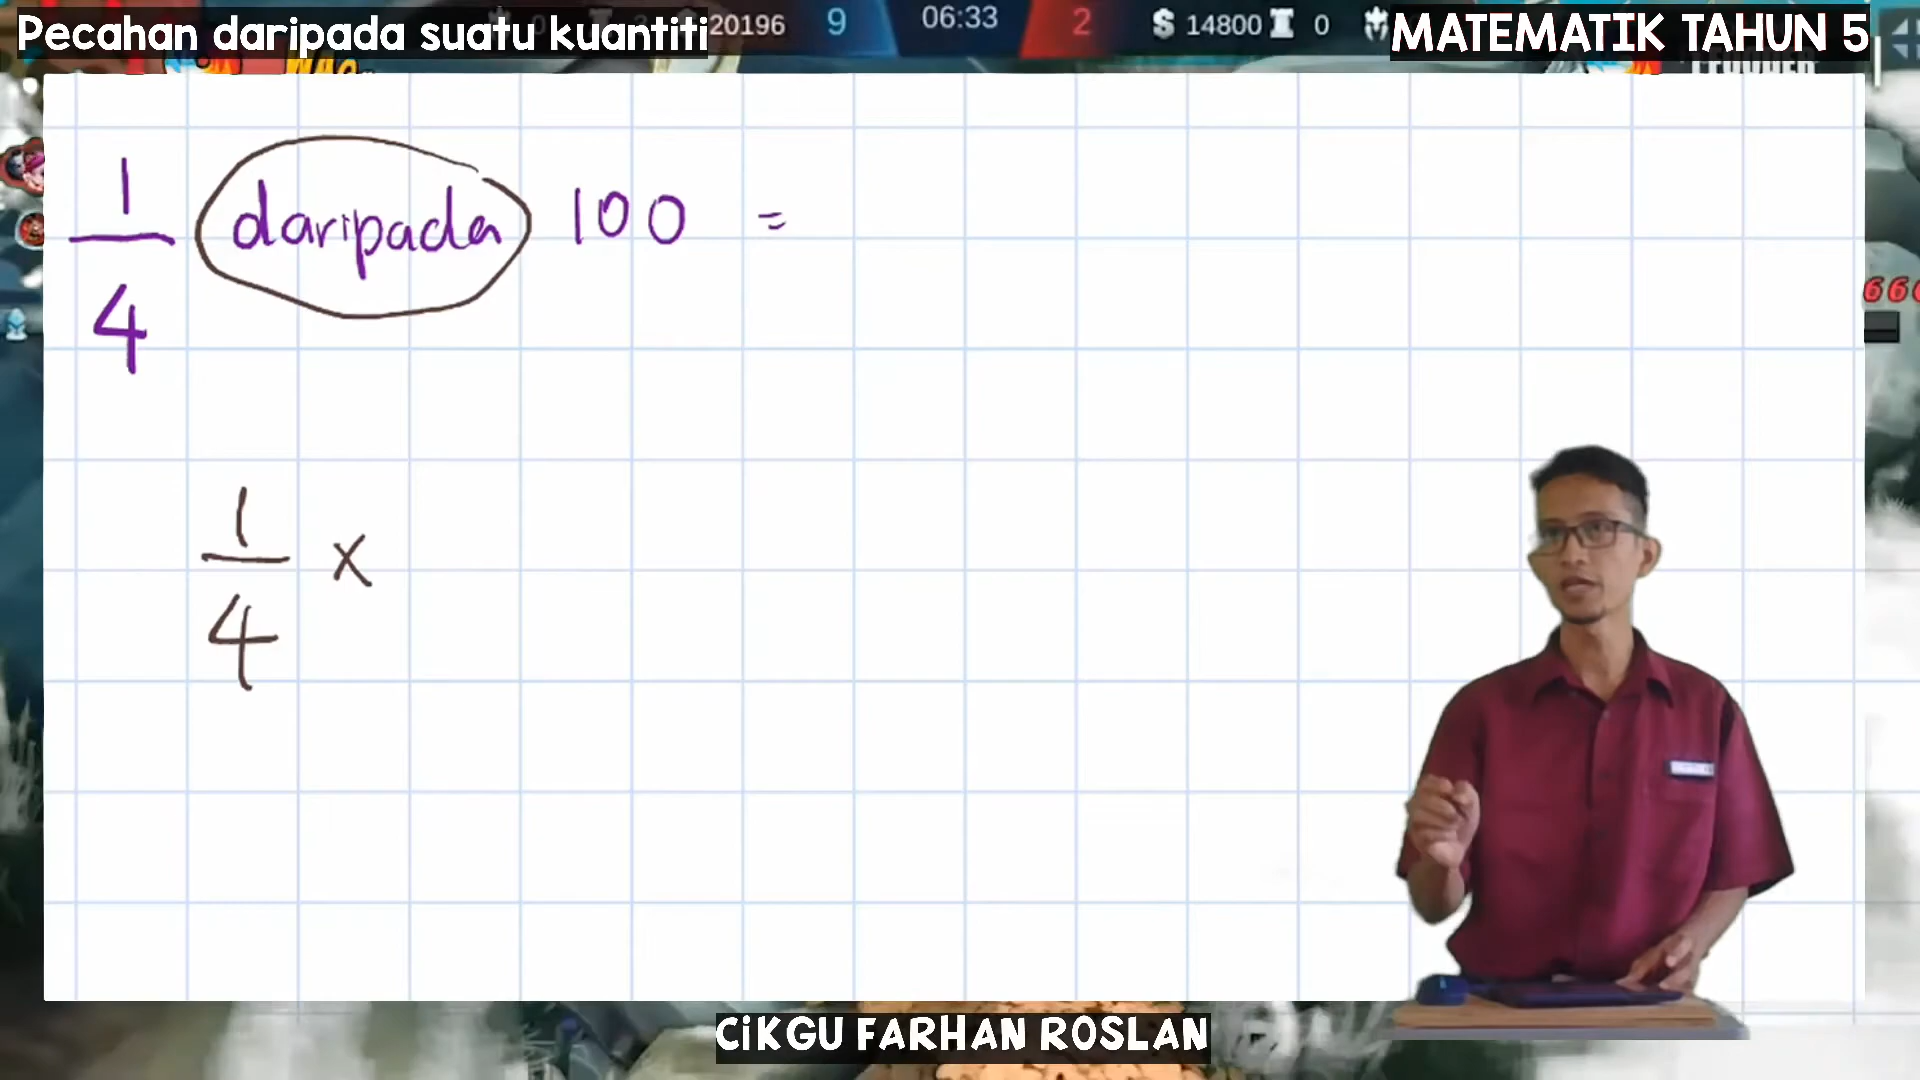 Pecahan daripada suatu kuantiti
20196 9 06:33 2 $ 14800 0
MATEMATIK TAHUN 5
1/4 daripada 100 =
1/4 ×
CiKGU FARHAN ROSLAN